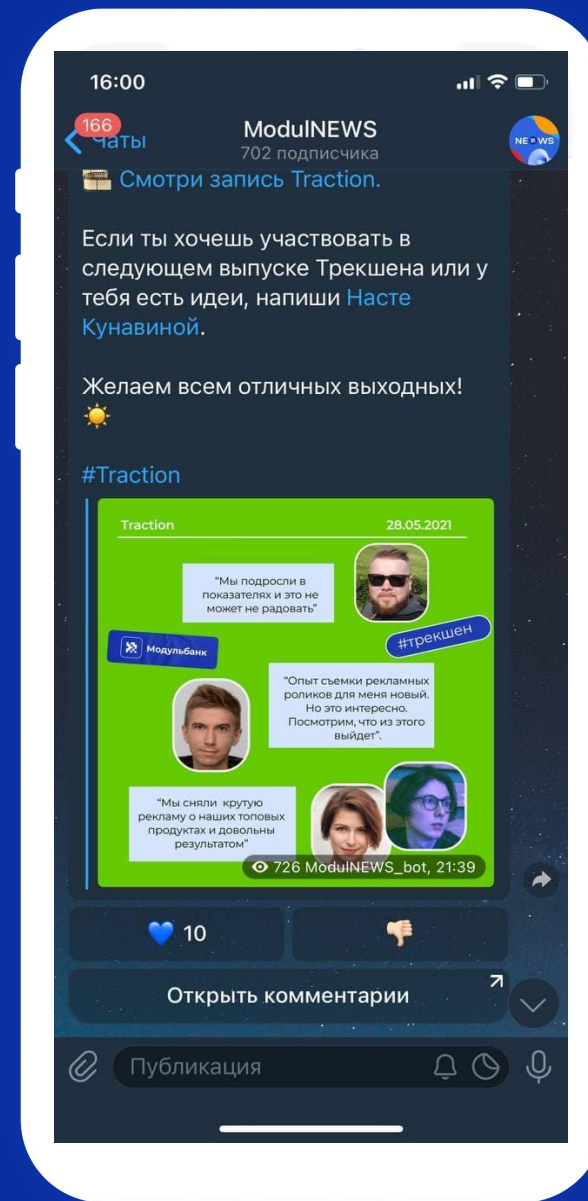 16:00
166
Чаты
ModulNEWS
702 подписчика
NEWS
Смотри запись Traction.
Если ты хочешь участвовать в
следующем выпуске Трекшена или у
тебя есть идеи, напиши Насте
Кунавиной.
Желаем всем отличных выходных!
#Traction
Traction
28.05.2021
“Мы подросли в
показателях и это не
может не радовать”
#трекшен
Модульбанк
“Опыт съемки рекламных
роликов для меня новый.
Но это интересно.
Посмотрим, что из этого
выйдет”.
“Мы сняли крутую
рекламу о наших топовых
продуктах и довольны
результатом”
726 ModulNEWS_bot, 21:39
10
Открыть комментарии
Публикация